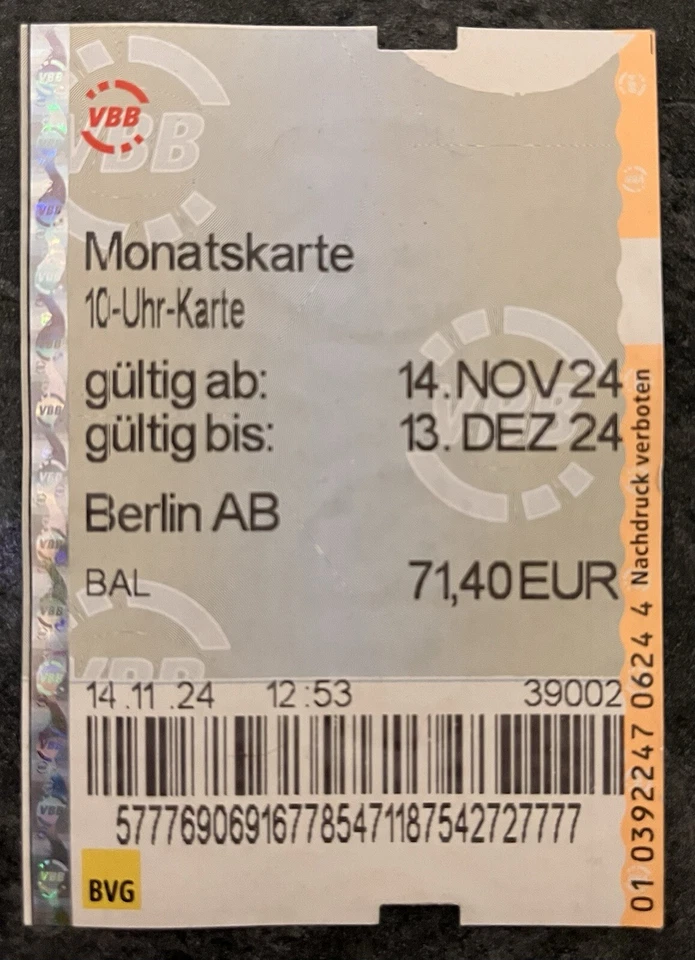 VBB
Monatskarte
10-Uhr-Karte
gültig ab: 14.NOV 24
gültig bis: 13. DEZ 24
Berlin AB
BAL 71,40 EUR
14.11.24 12:53 39002
577769069167785471187542727777
BVG
01 0392247 0624 4 Nachdruck verboten